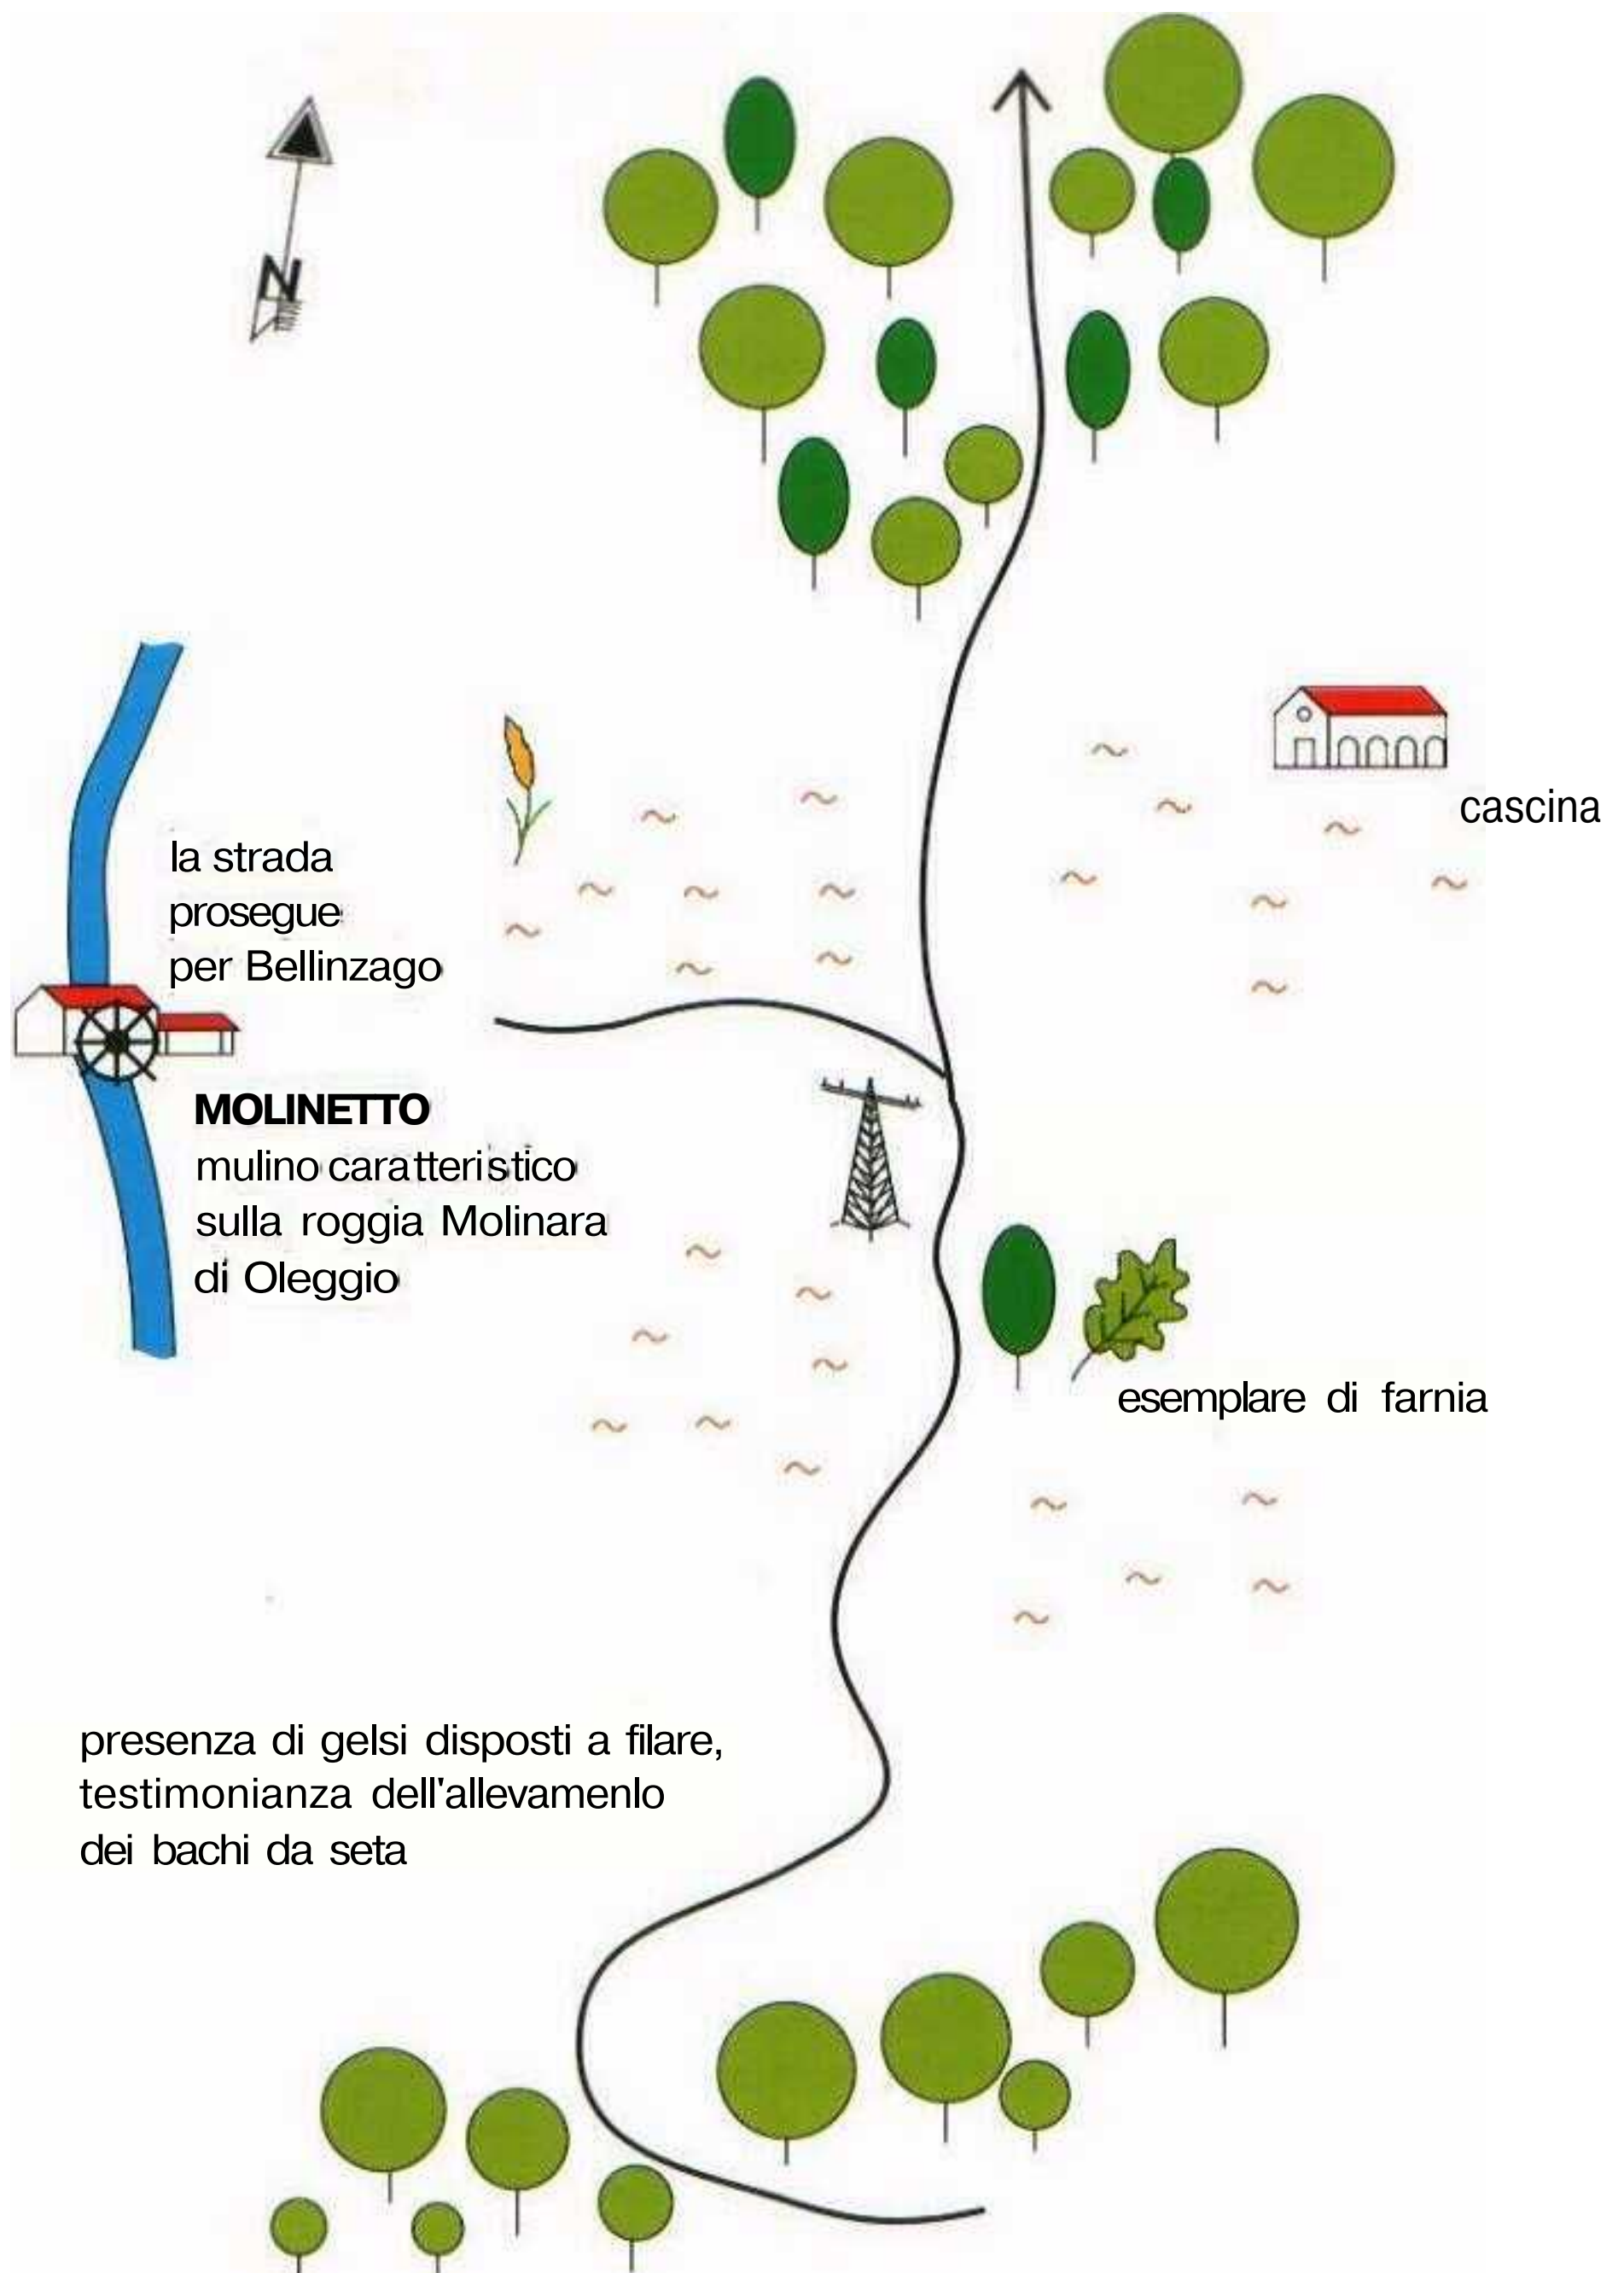 N
cascina
la strada
prosegue
per Bellinzago
MOLINETTO
mulino caratteristico
sulla roggia Molinara
di Oleggio
esemplare di farnia
presenza di gelsi disposti a filare,
testimonianza dell'allevamenlo
dei bachi da seta